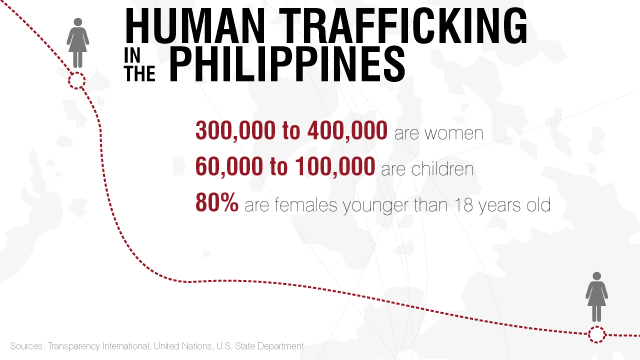 HUMAN TRAFFICKING
IN THE PHILIPPINES
300,000 to 400,000 are women
60,000 to 100,000 are children
80% are females younger than 18 years old
Sources: Transparency International, United Nations, U.S. State Department